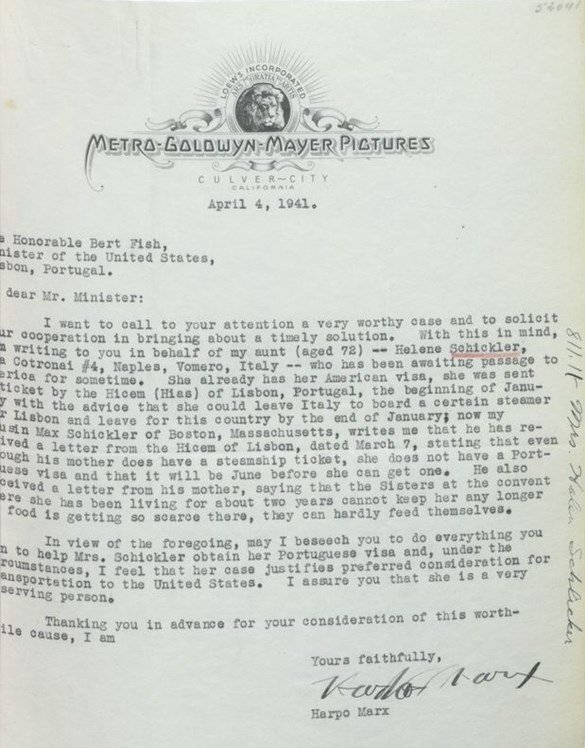 54041
LOEW'S INCORPORATED
ARS GRATIA ARTIS
METRO-GOLDWYN-MAYER PICTURES
CULVER~CITY
CALIFORNIA
April 4, 1941.
e Honorable Bert Fish,
nister of the United States,
sbon, Portugal.
dear Mr. Minister:
I want to call to your attention a very worthy case and to solicit
ur cooperation in bringing about a timely solution. With this in mind,
m writing to you in behalf of my aunt (aged 72) -- Helene Schickler,
a Cotronai #4, Naples, Vomero, Italy -- who has been awaiting passage to
erica for sometime. She already has her American visa, she was sent
ticket by the Hicem (Hias) of Lisbon, Portugal, the beginning of Janu-
y with the advice that she could leave Italy to board a certain steamer
r Lisbon and leave for this country by the end of January; now my
usin Max Schickler of Boston, Massachusetts, writes me that he has re-
ived a letter from the Hicem of Lisbon, dated March 7, stating that even
ough his mother does have a steamship ticket, she does not have a Port-
uese visa and that it will be June before she can get one. He also
ceived a letter from his mother, saying that the Sisters at the convent
ere she has been living for about two years cannot keep her any longer
food is getting so scarce there, they can hardly feed themselves.
In view of the foregoing, may I beseech you to do everything you
n to help Mrs. Schickler obtain her Portuguese visa and, under the
rcumstances, I feel that her case justifies preferred consideration for
ansportation to the United States. I assure you that she is a very
serving person.
Thanking you in advance for your consideration of this worth-
ile cause, I am
Yours faithfully,
Harpo Marx
Harpo Marx
811.11 Mrs. Helen Schlicker